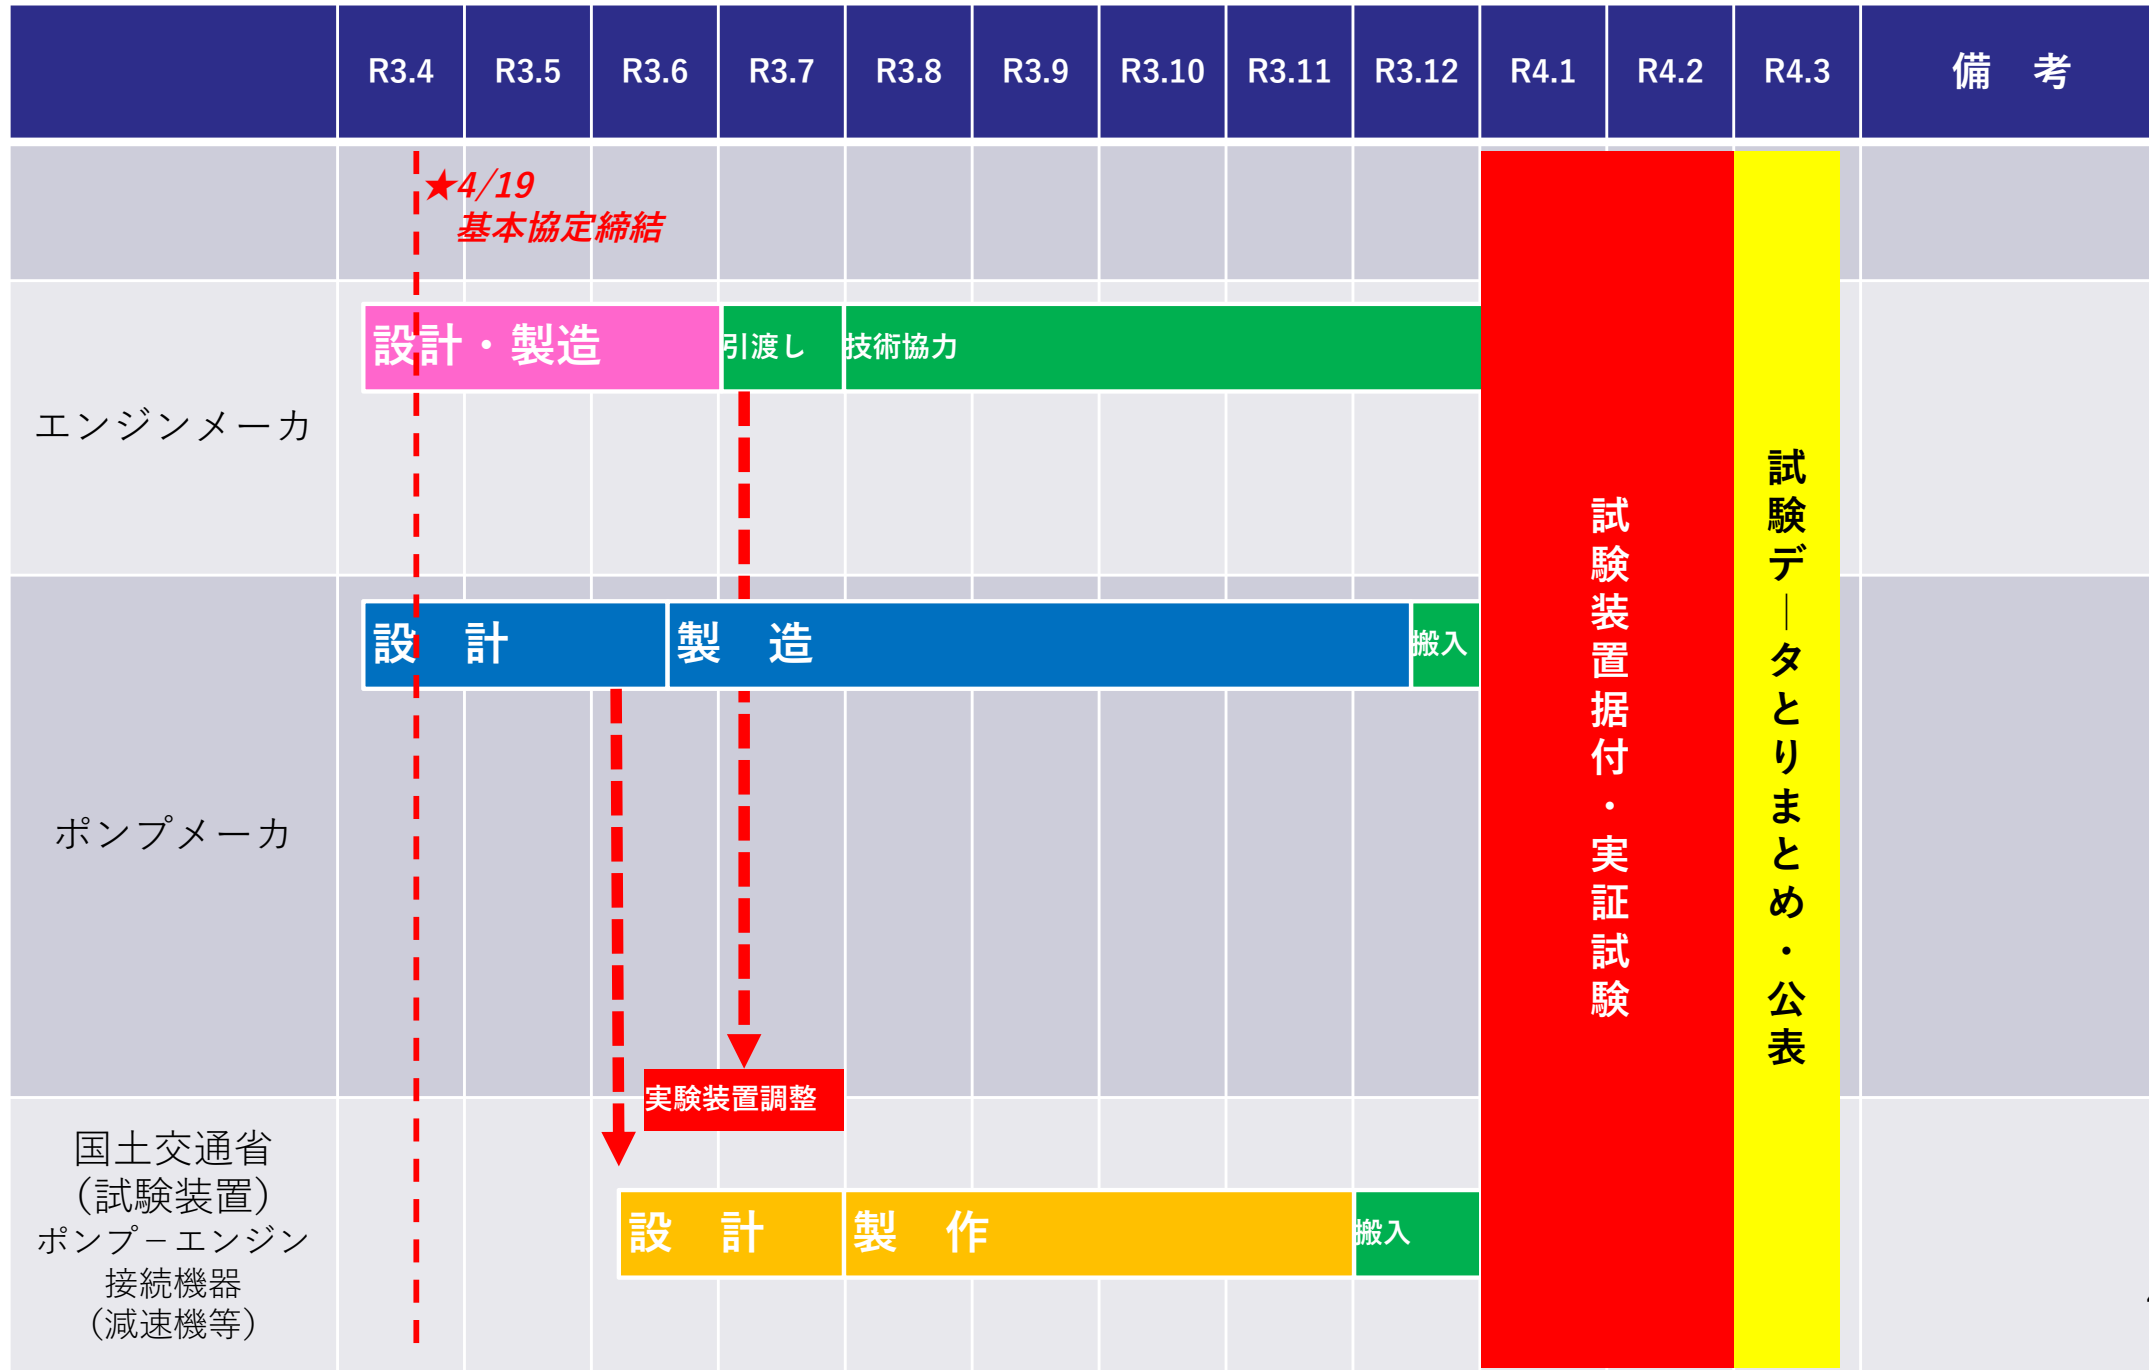 R3.4 R3.5 R3.6 R3.7 R3.8 R3.9 R3.10 R3.11 R3.12 R4.1 R4.2 R4.3 備　考
★4/19
基本協定締結
エンジンメーカ
設計・製造 引渡し 技術協力
ポンプメーカ
設　計 製　造 搬入
実験装置調整
国土交通省
（試験装置）
ポンプ－エンジン
接続機器
（減速機等）
設　計 製　作 搬入
試験装置据付・実証試験
試験データとりまとめ・公表